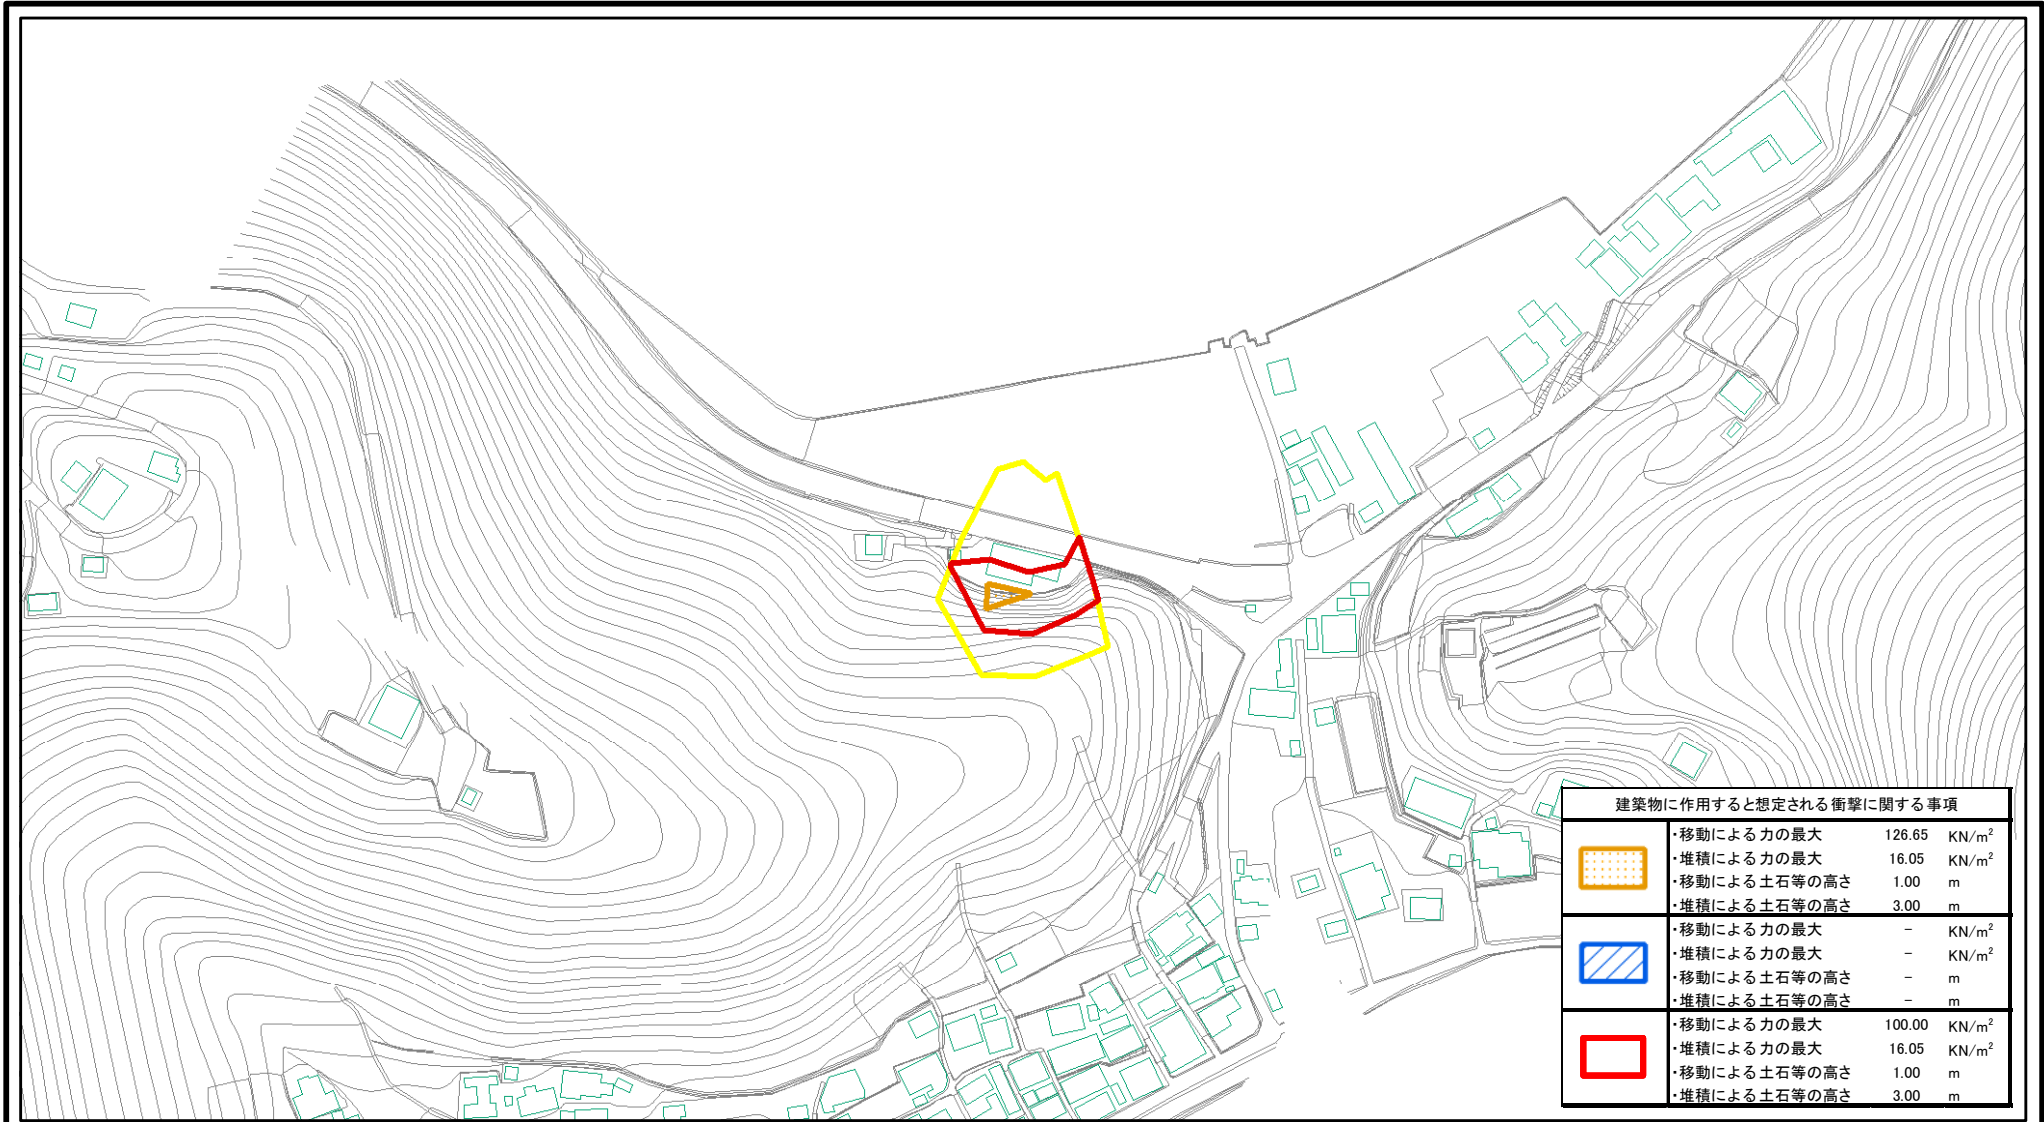 建築物に作用すると想定される衝撃に関する事項
・移動による力の最大 126.65 KN/m²
・堆積による力の最大 16.05 KN/m²
・移動による土石等の高さ 1.00 m
・堆積による土石等の高さ 3.00 m
・移動による力の最大 － KN/m²
・堆積による力の最大 － KN/m²
・移動による土石等の高さ － m
・堆積による土石等の高さ － m
・移動による力の最大 100.00 KN/m²
・堆積による力の最大 16.05 KN/m²
・移動による土石等の高さ 1.00 m
・堆積による土石等の高さ 3.00 m